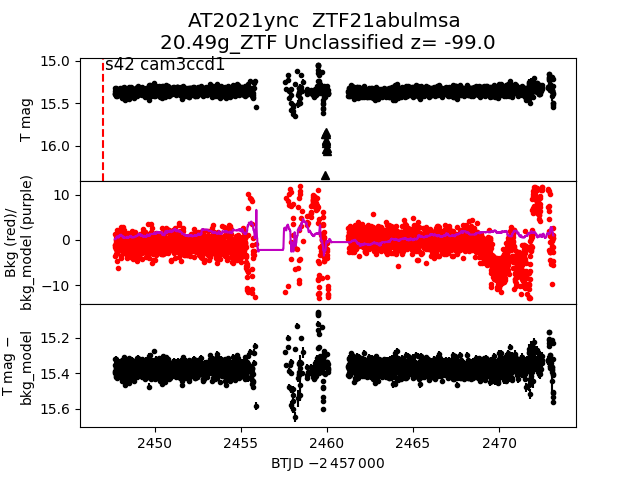 AT2021ync  ZTF21abulmsa
20.49g_ZTF Unclassified z= -99.0
s42 cam3ccd1
15.0
15.5
16.0
T mag
10
0
−10
Bkg (red)/
bkg_model (purple)
15.2
15.4
15.6
T mag −
bkg_model
2450
2455
2460
2465
2470
BTJD −2 457 000